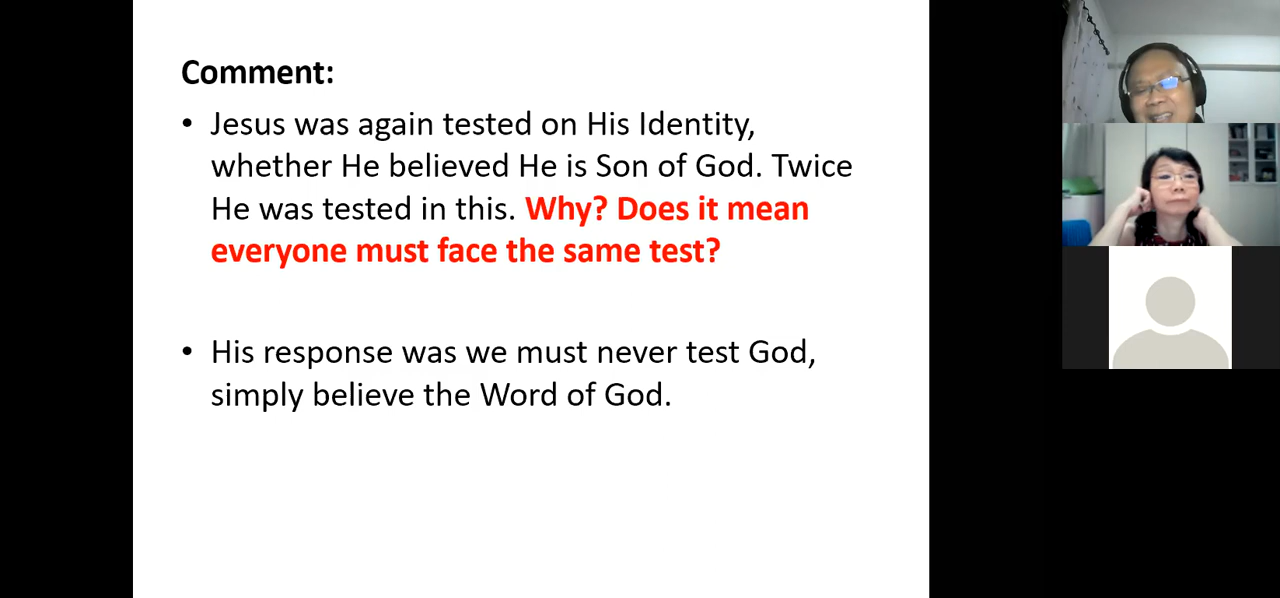 Comment:
• Jesus was again tested on His Identity,
whether He believed He is Son of God. Twice
He was tested in this. Why? Does it mean
everyone must face the same test?
• His response was we must never test God,
simply believe the Word of God.